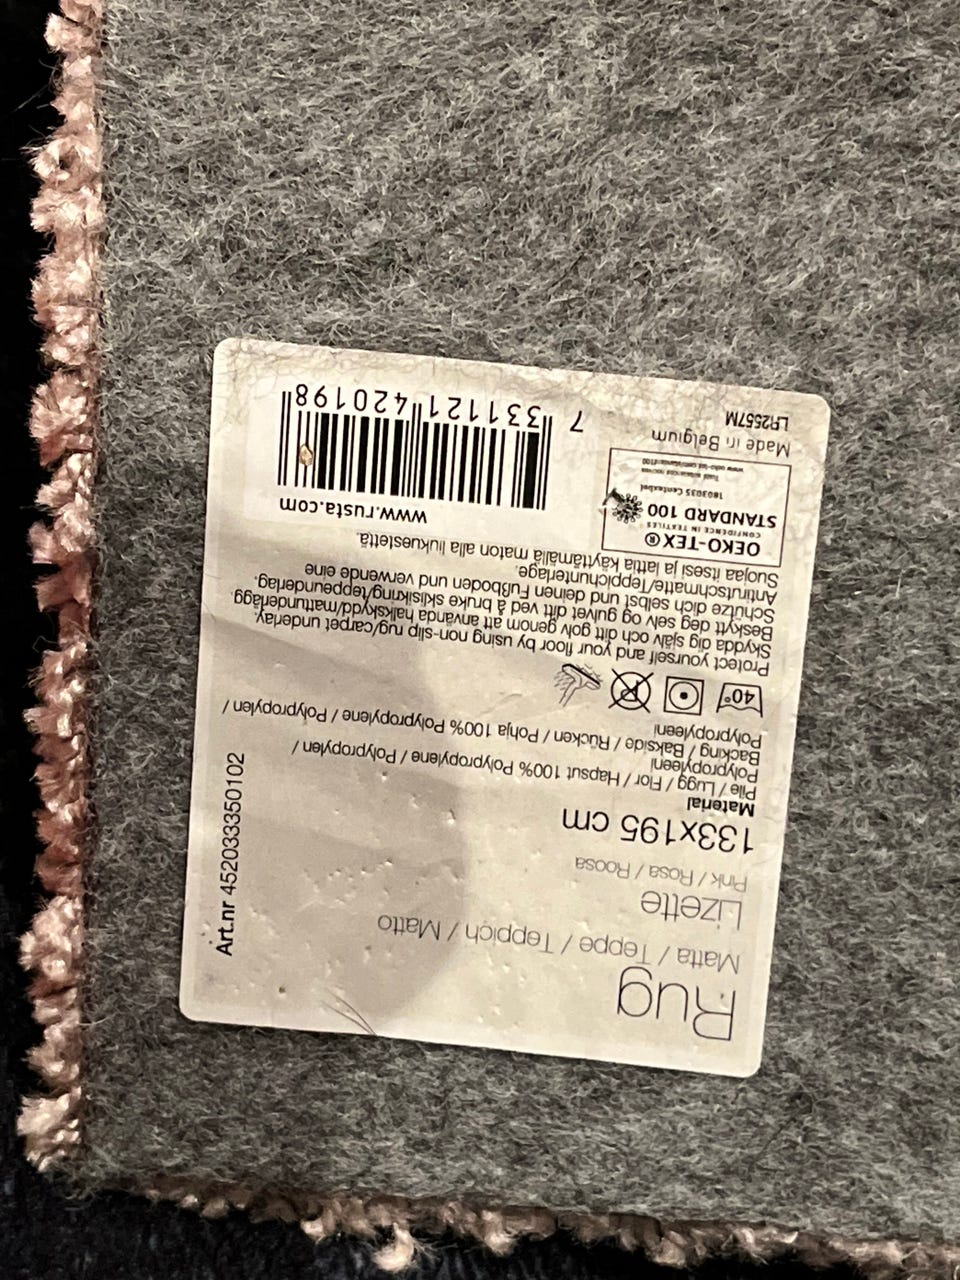 Rug
Matta / Teppe / Teppich / Matto
Lizette
Pink / Rosa / Roosa
133x195 cm
Material
Pile / Lugg / Flor / Hapsut 100% Polypropylene / Polypropylen /
Polypropyleeni
Backing / Bakside / Rücken / Pohja 100% Polypropylene / Polypropylen /
Polypropyleeni
40°
Protect yourself and your floor by using non-slip rug/carpet underlay.
Skydda dig själv och ditt golv genom att använda halkskydd/mattunderlägg.
Beskytt deg selv og gulvet ditt ved å bruke sklisikring/teppeunderlag.
Schütze dich selbst und deinen Fußboden und verwende eine
Antirutschmatte/Teppichunterlage.
Suojaa itsesi ja lattia käyttämällä maton alla liukuestettä.
OEKO-TEX®
CONFIDENCE IN TEXTILES
STANDARD 100
1803035 Centexbel
www.rusta.com
7 331121 420198
Made in Belgium
LR2557M
Art.nr 4520333350102